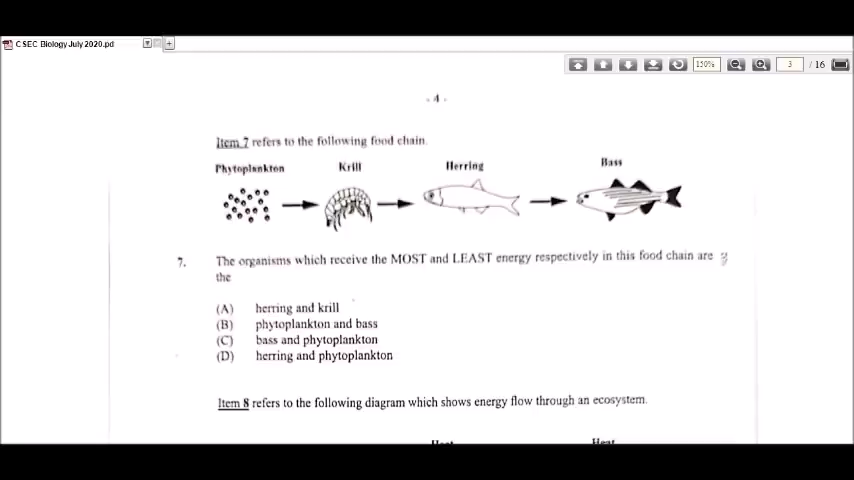 CSEC Biology July 2020.pd
150%
3
/ 16
- 4 -
Item 7 refers to the following food chain.
Phytoplankton
Krill
Herring
Bass
7. The organisms which receive the MOST and LEAST energy respectively in this food chain are
the
(A) herring and krill
(B) phytoplankton and bass
(C) bass and phytoplankton
(D) herring and phytoplankton
Item 8 refers to the following diagram which shows energy flow through an ecosystem.
Heat
Heat